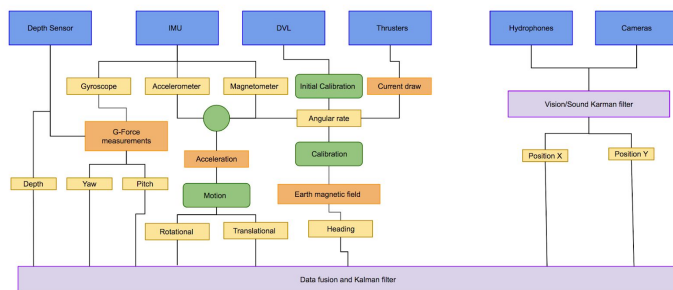 Depth Sensor
IMU
DVL
Thrusters
Hydrophones
Cameras
Gyroscope
Accelerometer
Magnetometer
Initial Calibration
Current draw
Vision/Sound Karman filter
Angular rate
G-Force
measurements
Acceleration
Calibration
Position X
Position Y
Depth
Yaw
Pitch
Motion
Earth magnetic field
Rotational
Translational
Heading
Data fusion and Kalman filter